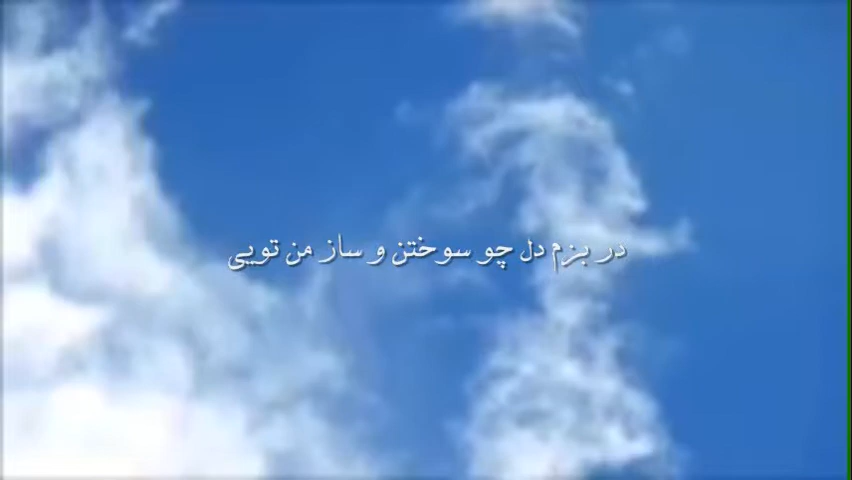 در بزم دل چو سوختن و ساز من تویی